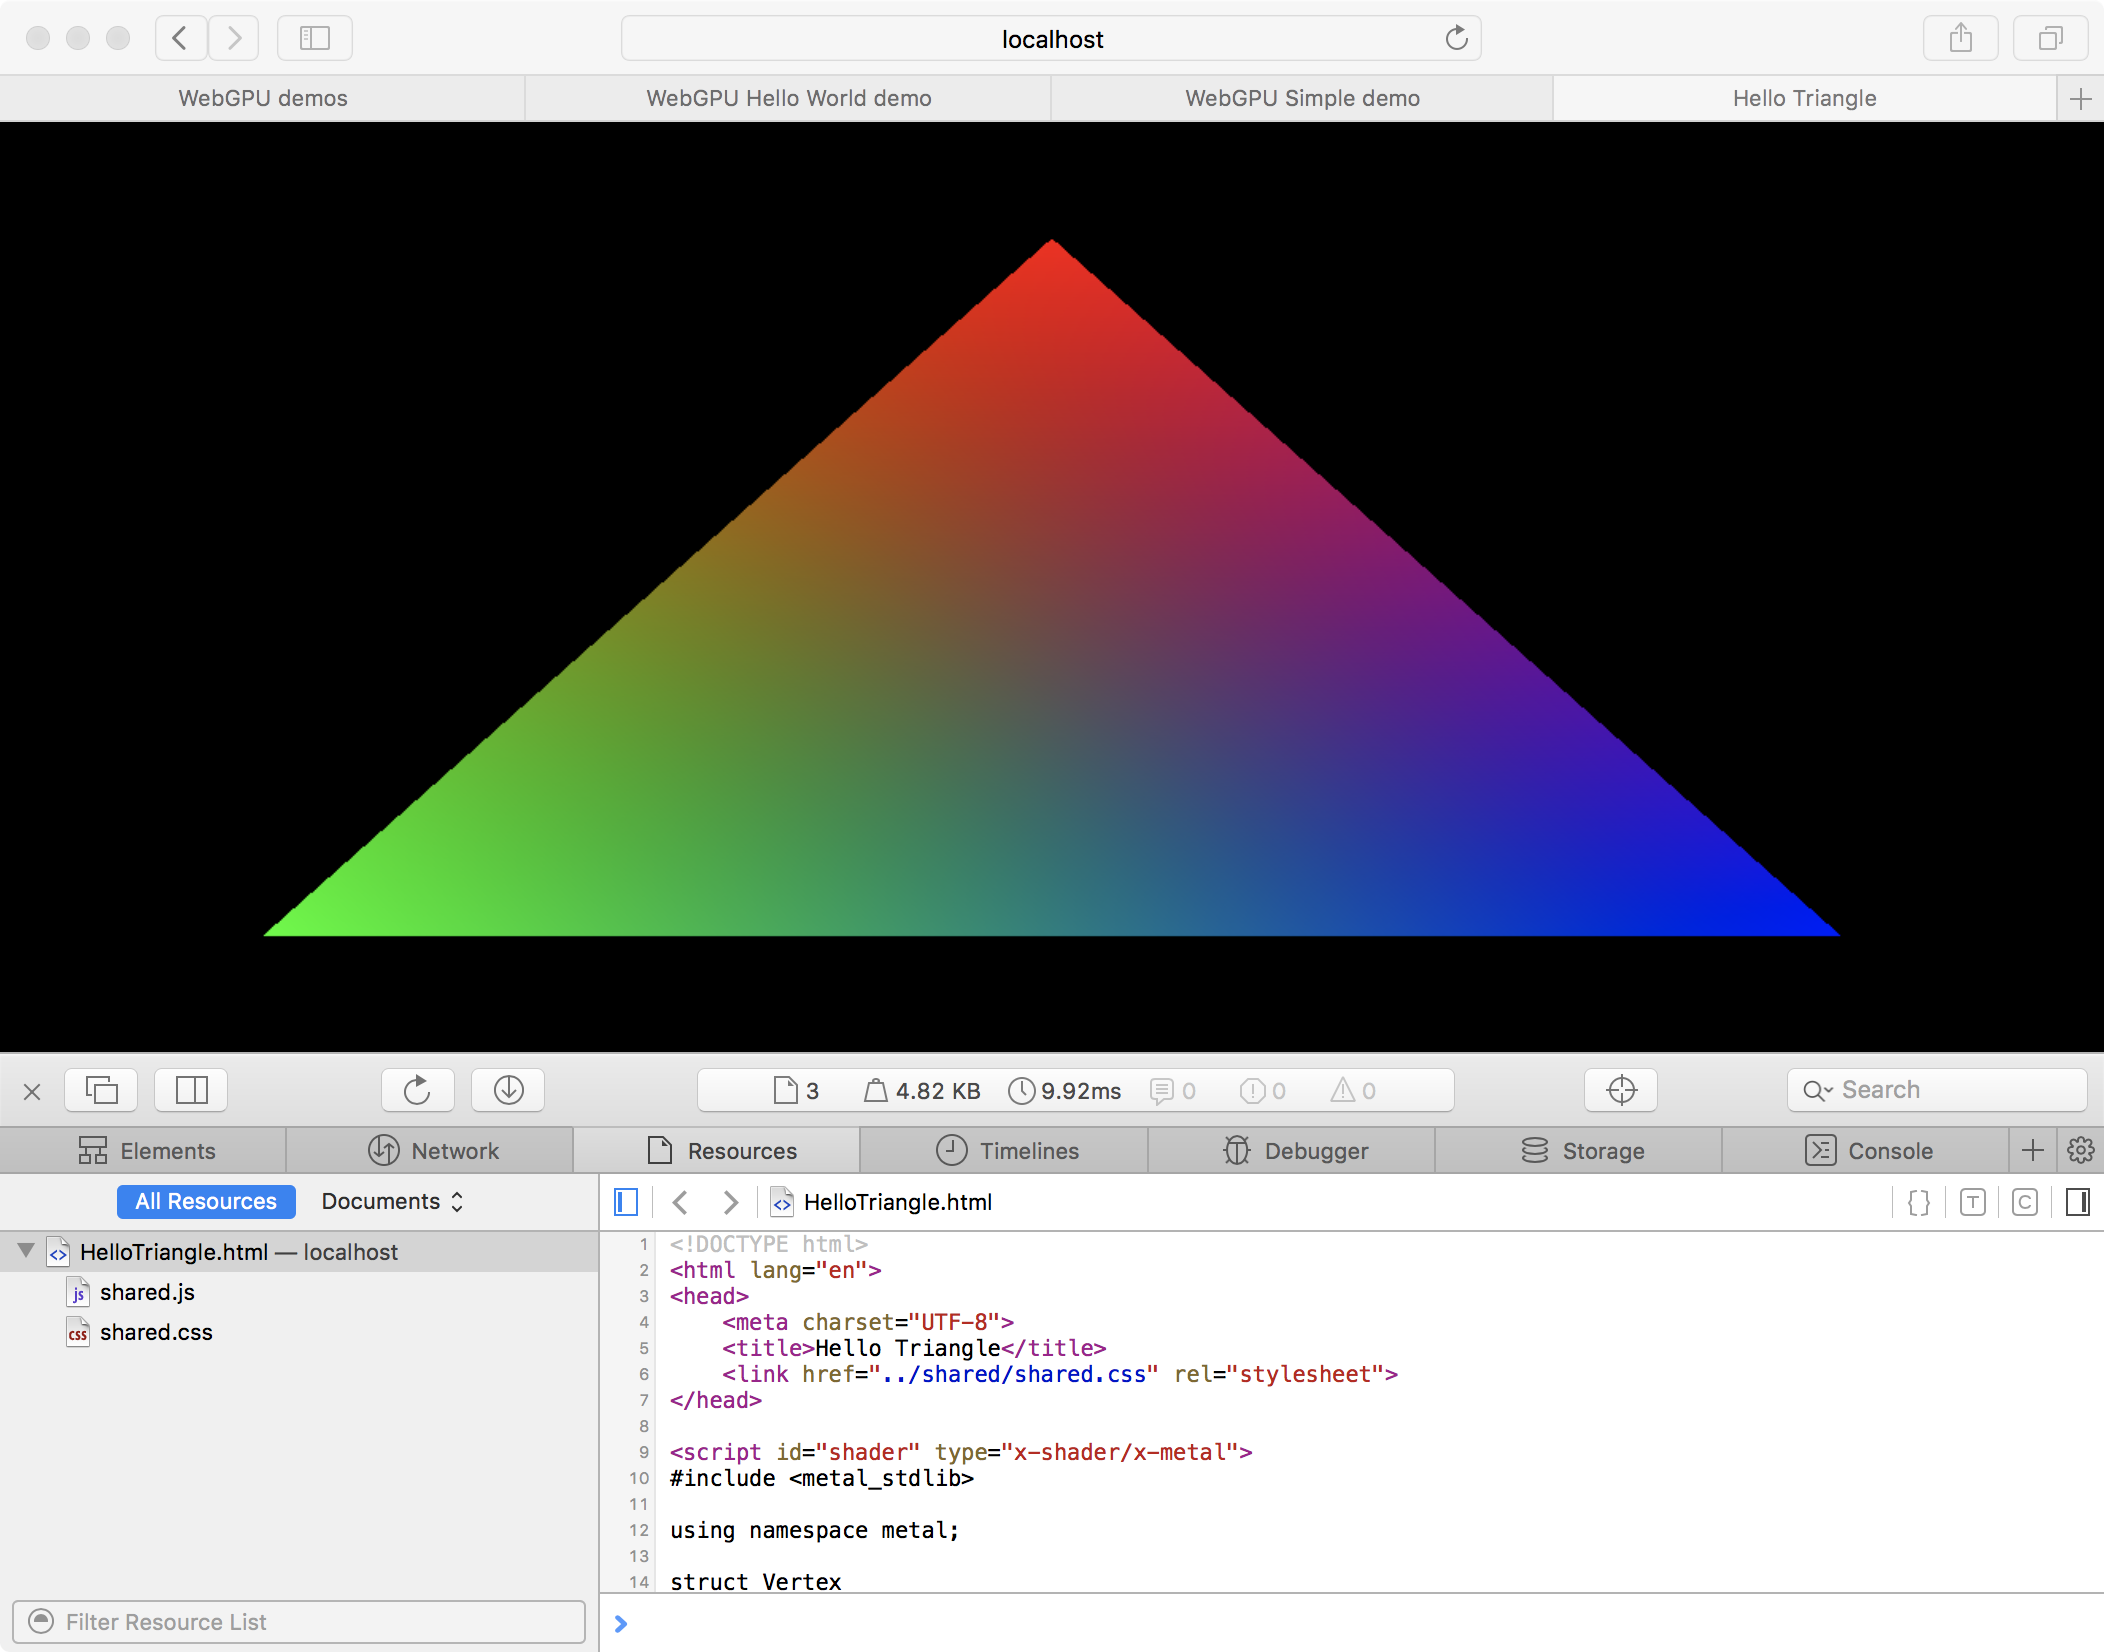 localhost
WebGPU demos
WebGPU Hello World demo
WebGPU Simple demo
Hello Triangle
3 4.82 KB 9.92ms 0 0 0
Search
Elements
Network
Resources
Timelines
Debugger
Storage
Console
All Resources Documents
HelloTriangle.html — localhost
js shared.js
css shared.css
Filter Resource List
HelloTriangle.html
{} T C
1 <!DOCTYPE html>
2 <html lang="en">
3 <head>
4     <meta charset="UTF-8">
5     <title>Hello Triangle</title>
6     <link href="../shared/shared.css" rel="stylesheet">
7 </head>
8
9 <script id="shader" type="x-shader/x-metal">
10 #include <metal_stdlib>
11
12 using namespace metal;
13
14 struct Vertex